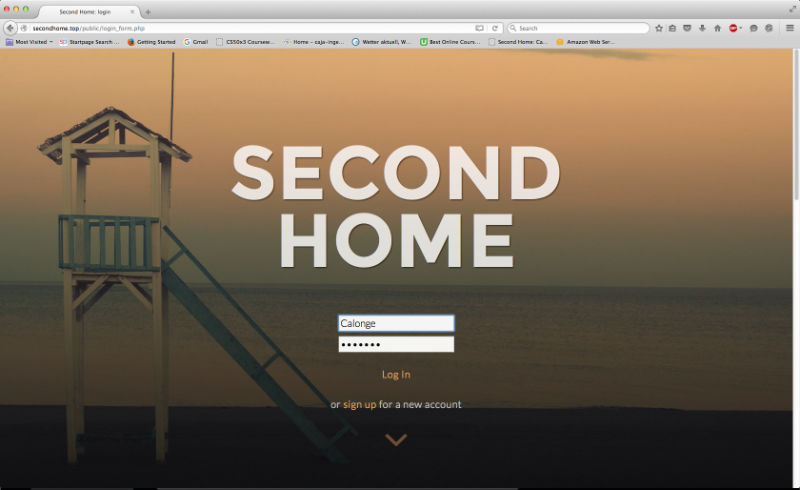 Second Home: login
secondhome.top/public/login_form.php
Search
Most Visited
Startpage Search ...
Getting Started
Gmail
CS50x3 Coursew...
Home – caja-inge...
Wetter aktuell, W...
Best Online Cours...
Second Home: Ca...
Amazon Web Ser...
SECOND
HOME
Calonge
Log in
or sign up for a new account